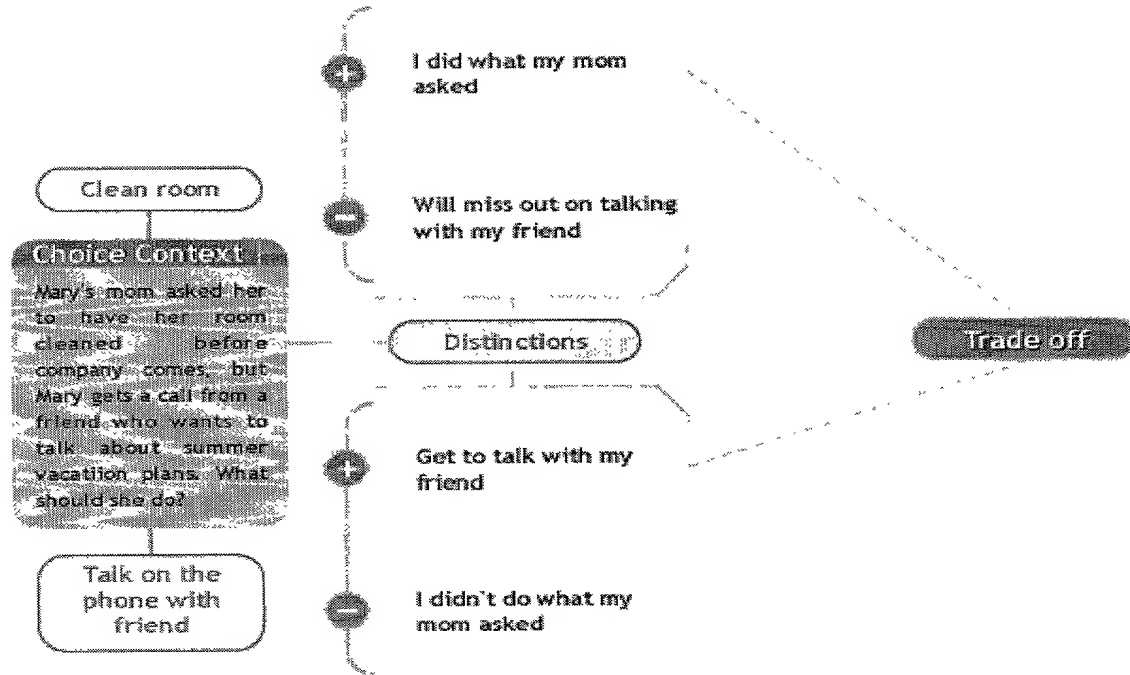 I did what my mom
asked
Clean room
Will miss out on talking
with my friend
Choice Context
Mary's mom asked her
to have her room
cleaned before
company comes, but
Mary gets a call from a
friend who wants to
talk about summer
vacatiion plans. What
should she do?
Distinctions
Trade off
Get to talk with my
friend
Talk on the
phone with
friend
I didn't do what my
mom asked